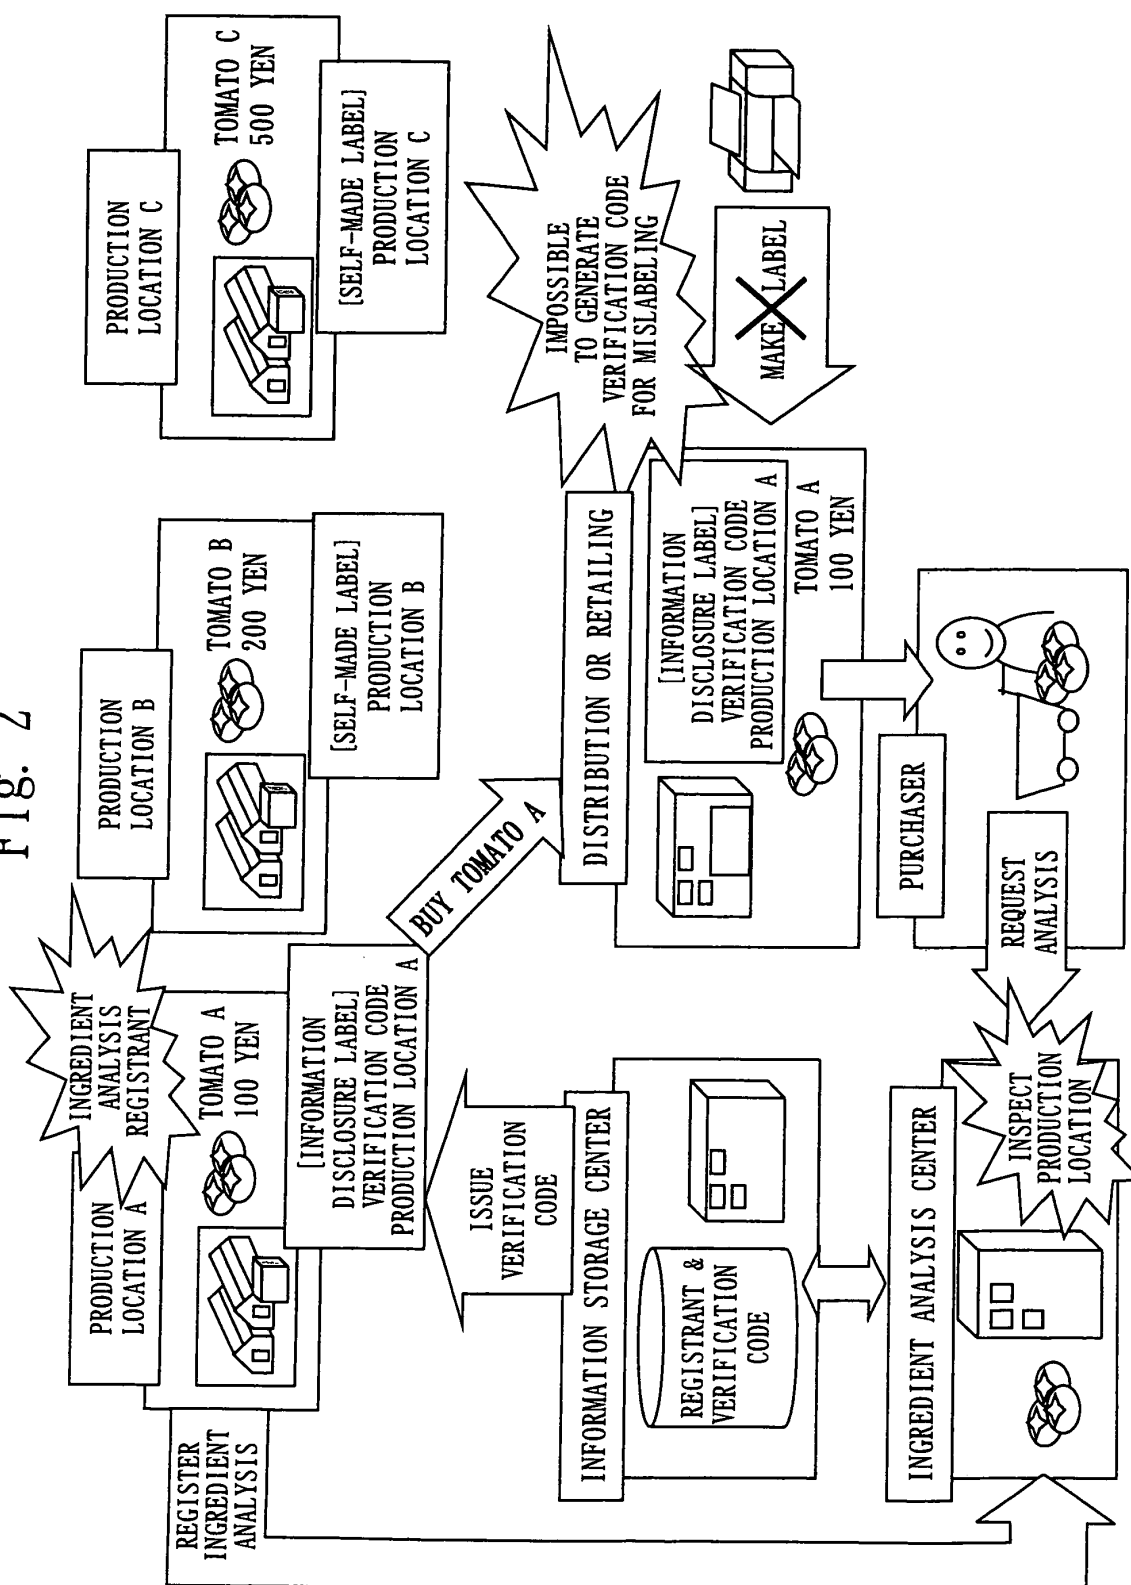 Fig. 2
INGREDIENT
ANALYSIS
REGISTRANT
PRODUCTION
LOCATION A
TOMATO A
100 YEN
[INFORMATION
DISCLOSURE LABEL]
VERIFICATION CODE
PRODUCTION LOCATION A
PRODUCTION
LOCATION B
TOMATO B
200 YEN
[SELF-MADE LABEL]
PRODUCTION
LOCATION B
PRODUCTION
LOCATION C
TOMATO C
500 YEN
[SELF-MADE LABEL]
PRODUCTION
LOCATION C
REGISTER
INGREDIENT
ANALYSIS
ISSUE
VERIFICATION
CODE
BUY TOMATO A
IMPOSSIBLE
TO GENERATE
VERIFICATION CODE
FOR MISLABELING
INFORMATION STORAGE CENTER
REGISTRANT &
VERIFICATION
CODE
DISTRIBUTION OR RETAILING
[INFORMATION
DISCLOSURE LABEL]
VERIFICATION CODE
PRODUCTION LOCATION A
TOMATO A
100 YEN
MAKE LABEL
INGREDIENT ANALYSIS CENTER
INSPECT
PRODUCTION
LOCATION
REQUEST
ANALYSIS
PURCHASER